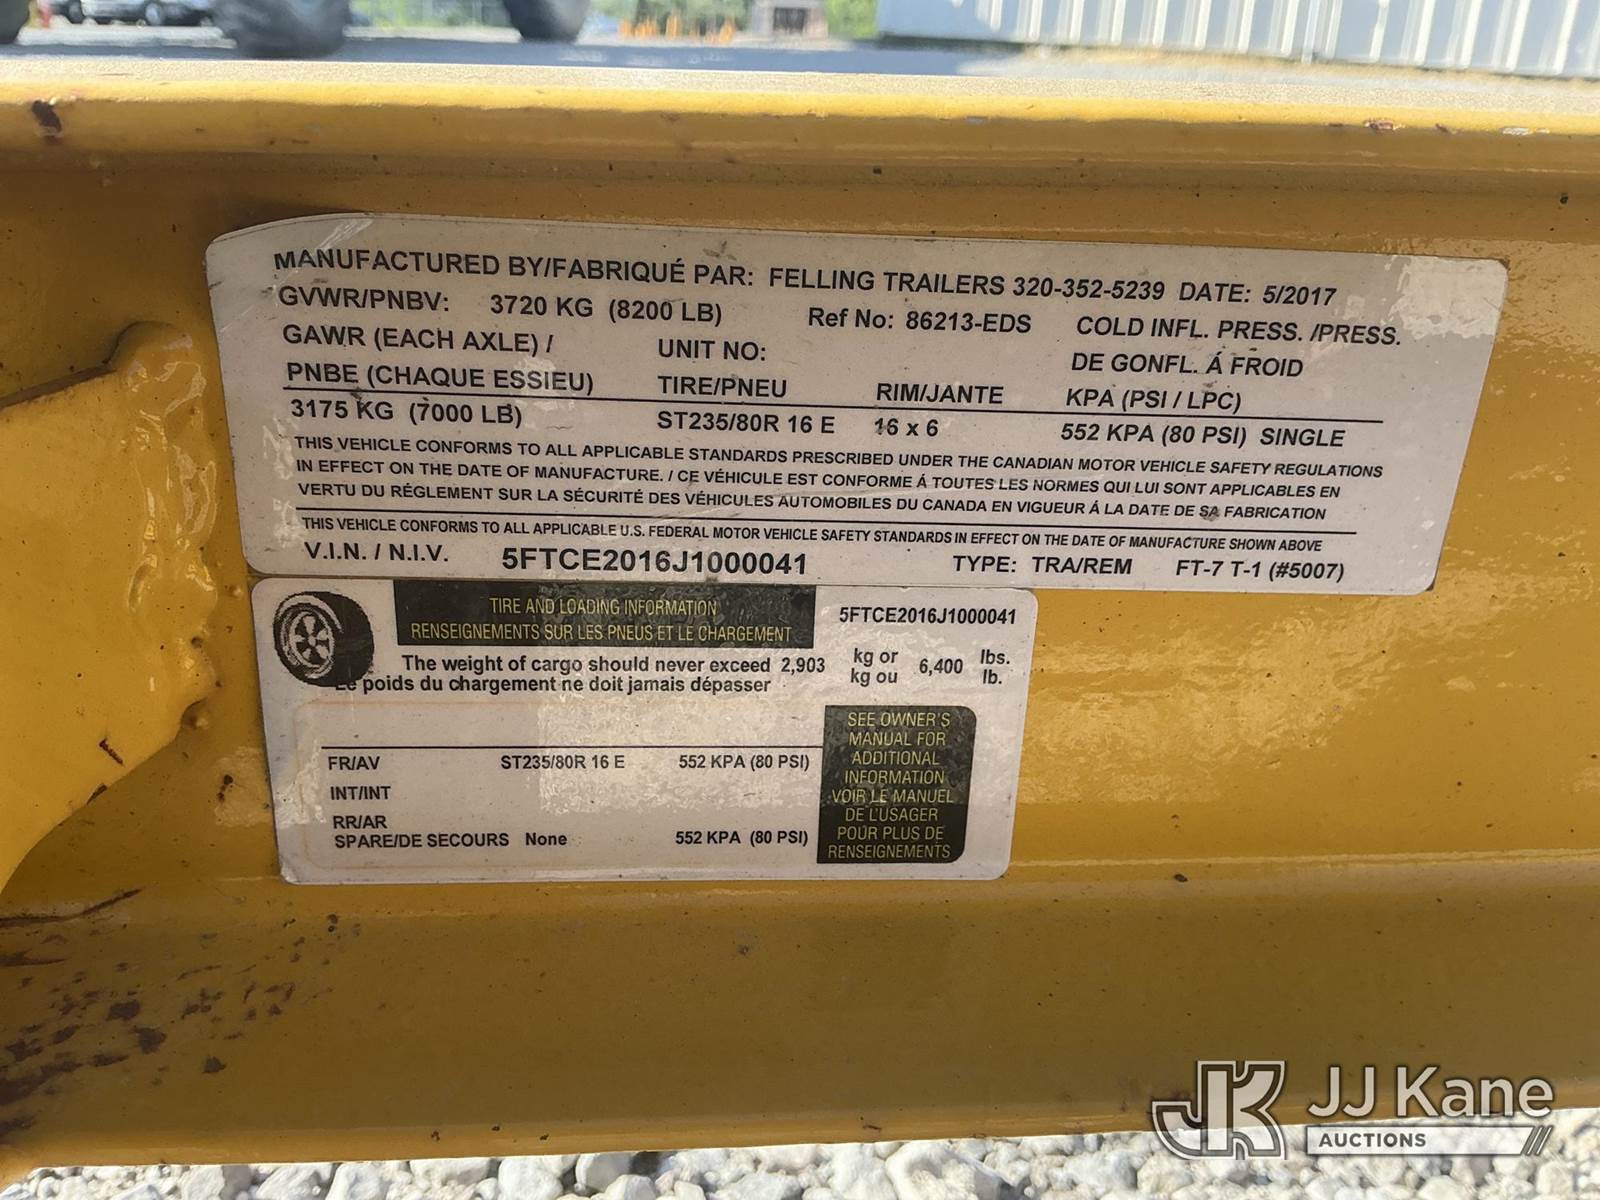 MANUFACTURED BY/FABRIQUÉ PAR: FELLING TRAILERS 320-352-5239 DATE: 5/2017
GVWR/PNBV: 3720 KG (8200 LB) Ref No: 86213-EDS COLD INFL. PRESS. /PRESS.
GAWR (EACH AXLE) / UNIT NO: DE GONFL. Á FROID
PNBE (CHAQUE ESSIEU) TIRE/PNEU RIM/JANTE KPA (PSI / LPC)
3175 KG (7000 LB) ST235/80R 16 E 16 x 6 552 KPA (80 PSI) SINGLE
THIS VEHICLE CONFORMS TO ALL APPLICABLE STANDARDS PRESCRIBED UNDER THE CANADIAN MOTOR VEHICLE SAFETY REGULATIONS
IN EFFECT ON THE DATE OF MANUFACTURE. / CE VÉHICULE EST CONFORME Á TOUTES LES NORMES QUI LUI SONT APPLICABLES EN
VERTU DU RÉGLEMENT SUR LA SÉCURITÉ DES VÉHICULES AUTOMOBILES DU CANADA EN VIGUEUR Á LA DATE DE SA FABRICATION
THIS VEHICLE CONFORMS TO ALL APPLICABLE U.S. FEDERAL MOTOR VEHICLE SAFETY STANDARDS IN EFFECT ON THE DATE OF MANUFACTURE SHOWN ABOVE
V.I.N. / N.I.V. 5FTCE2016J1000041 TYPE: TRA/REM FT-7 T-1 (#5007)
TIRE AND LOADING INFORMATION
RENSEIGNEMENTS SUR LES PNEUS ET LE CHARGEMENT
5FTCE2016J1000041
The weight of cargo should never exceed 2,903 kg or 6,400 lbs.
Le poids du chargement ne doit jamais dépasser kg ou lb.
FR/AV ST235/80R 16 E 552 KPA (80 PSI)
INT/INT
RR/AR
SPARE/DE SECOURS None 552 KPA (80 PSI)
SEE OWNER'S
MANUAL FOR
ADDITIONAL
INFORMATION
VOIR LE MANUEL
DE L'USAGER
POUR PLUS DE
RENSEIGNEMENTS
JK JJ Kane
AUCTIONS